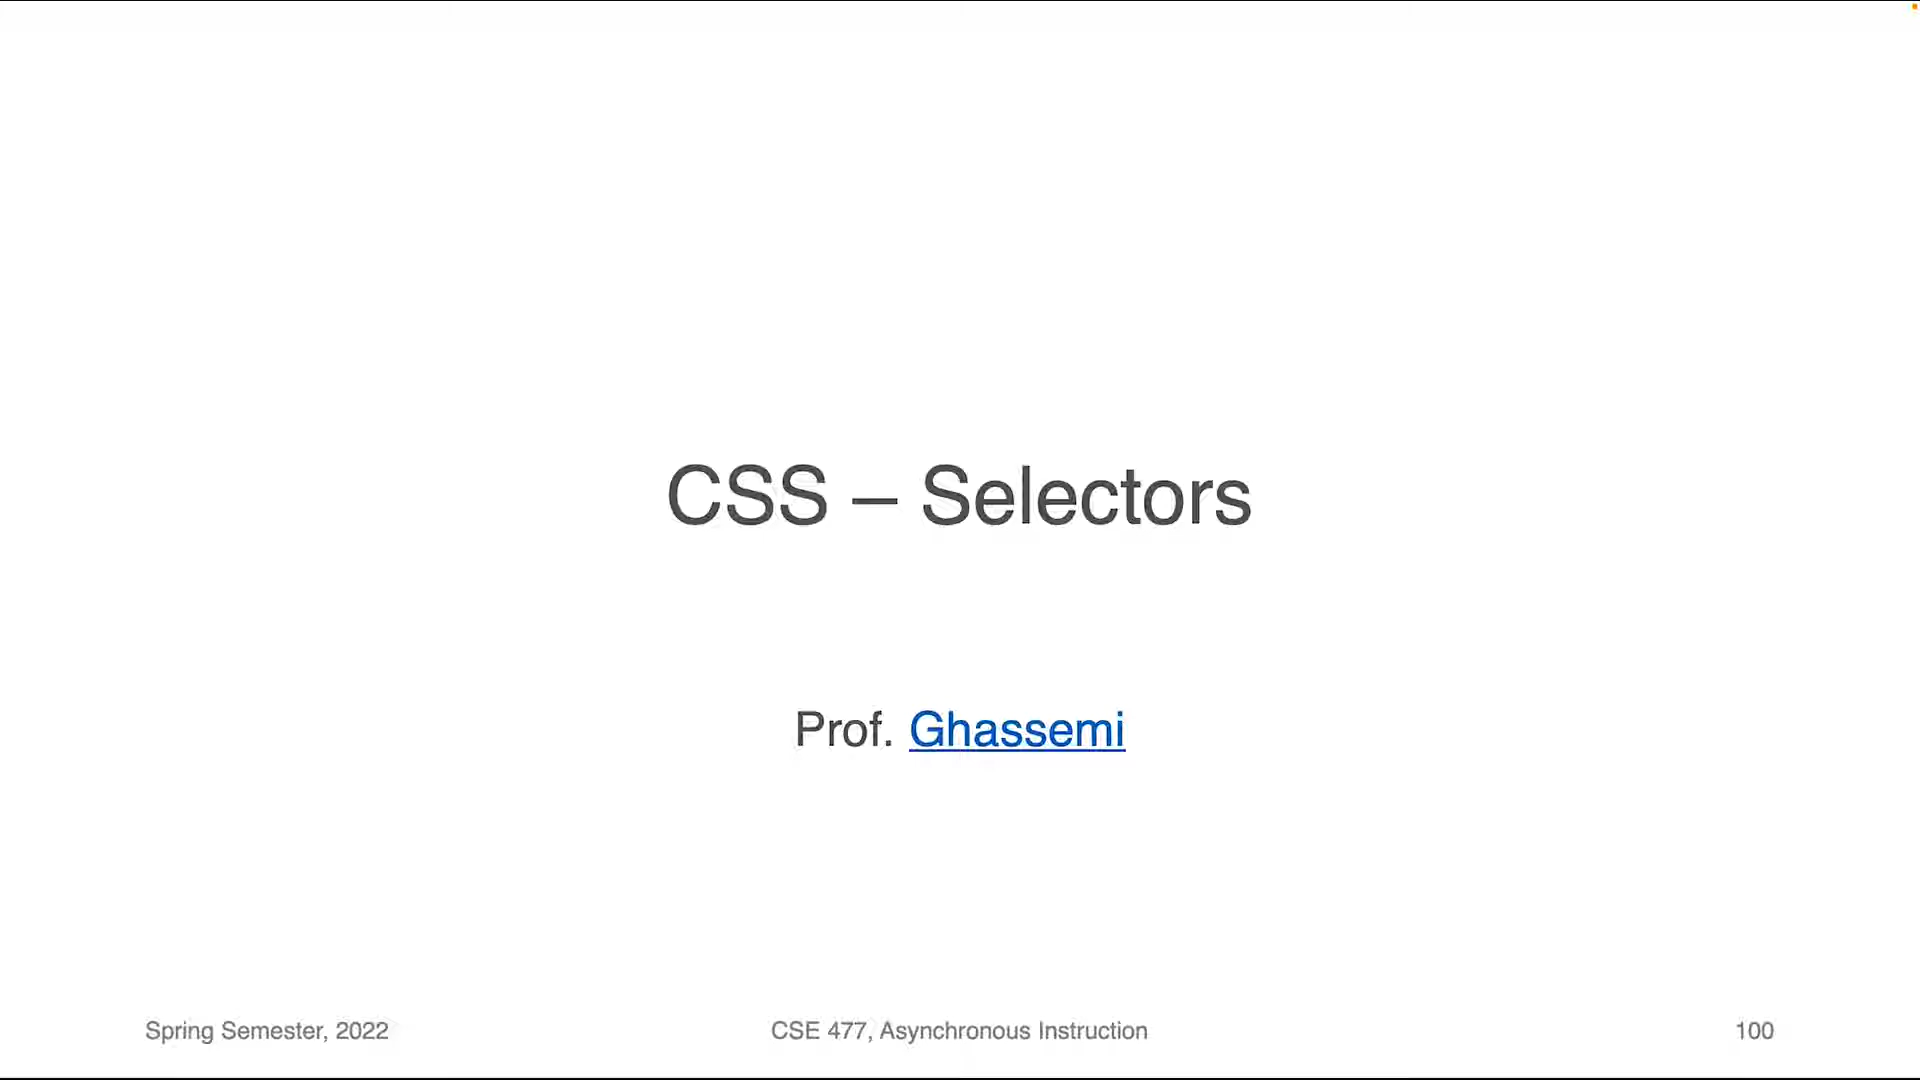 CSS – Selectors
Prof. Ghassemi
Spring Semester, 2022
CSE 477, Asynchronous Instruction
100